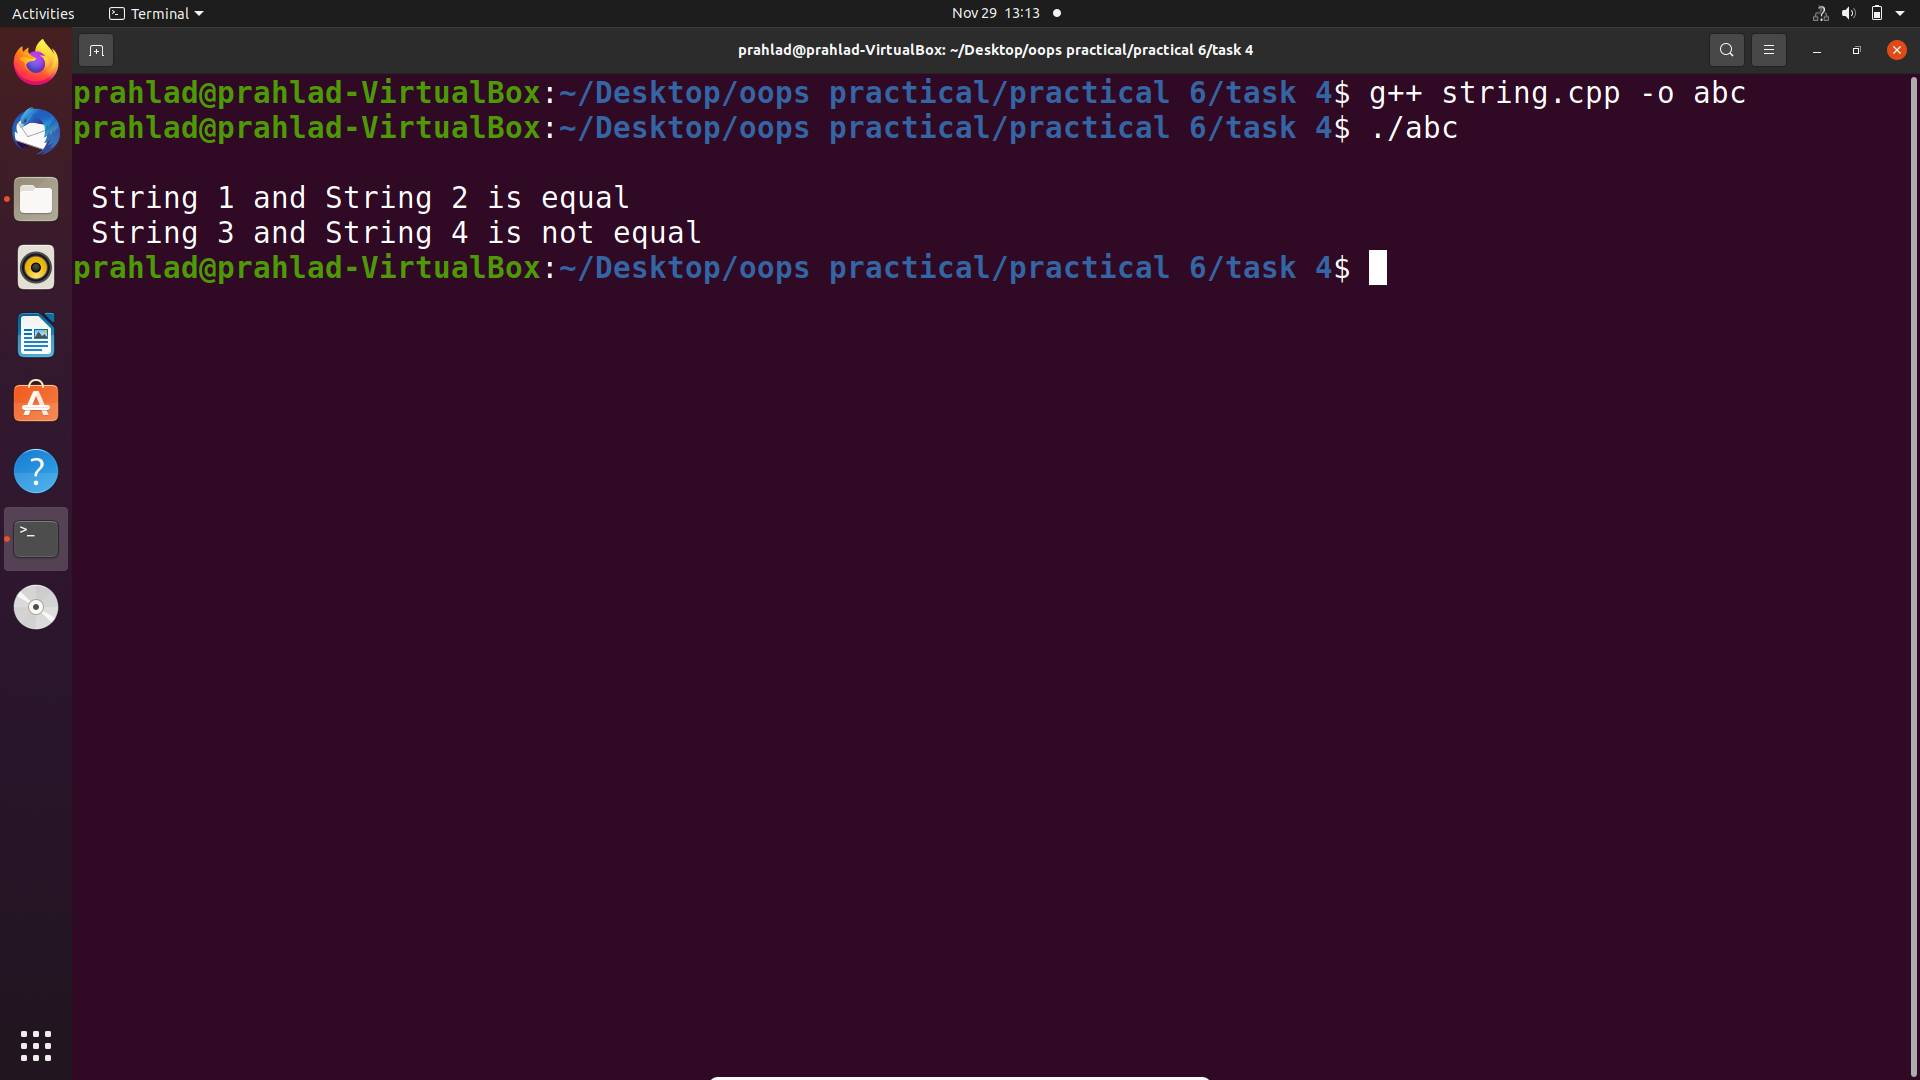 Activities Terminal Nov 29 13:13
prahlad@prahlad-VirtualBox: ~/Desktop/oops practical/practical 6/task 4
prahlad@prahlad-VirtualBox:~/Desktop/oops practical/practical 6/task 4$ g++ string.cpp -o abc
prahlad@prahlad-VirtualBox:~/Desktop/oops practical/practical 6/task 4$ ./abc
String 1 and String 2 is equal
String 3 and String 4 is not equal
prahlad@prahlad-VirtualBox:~/Desktop/oops practical/practical 6/task 4$